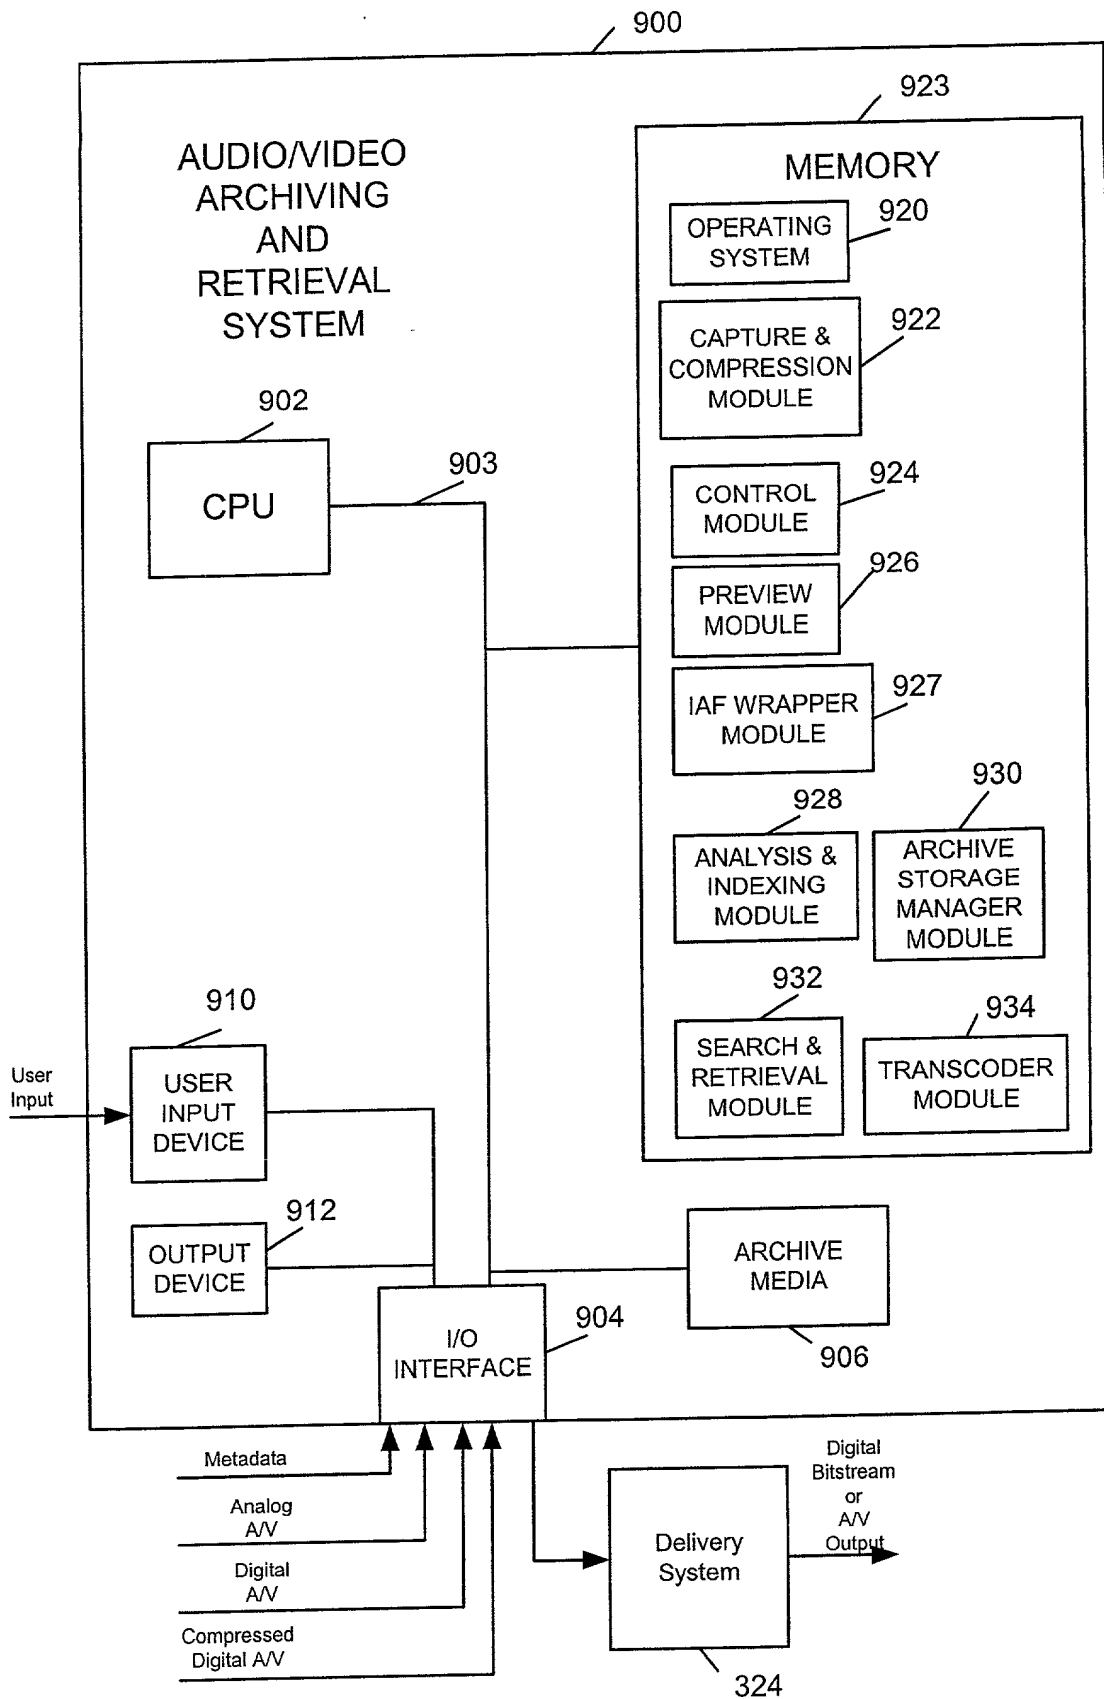 900
923
AUDIO/VIDEO
ARCHIVING
AND
RETRIEVAL
SYSTEM
MEMORY
920
OPERATING
SYSTEM
922
CAPTURE &
COMPRESSION
MODULE
902
CPU
903
924
CONTROL
MODULE
926
PREVIEW
MODULE
927
IAF WRAPPER
MODULE
928
ANALYSIS &
INDEXING
MODULE
930
ARCHIVE
STORAGE
MANAGER
MODULE
932
SEARCH &
RETRIEVAL
MODULE
934
TRANSCODER
MODULE
910
User
Input
USER
INPUT
DEVICE
912
OUTPUT
DEVICE
ARCHIVE
MEDIA
906
904
I/O
INTERFACE
Metadata
Analog
A/V
Digital
A/V
Compressed
Digital A/V
Delivery
System
324
Digital
Bitstream
or
A/V
Output